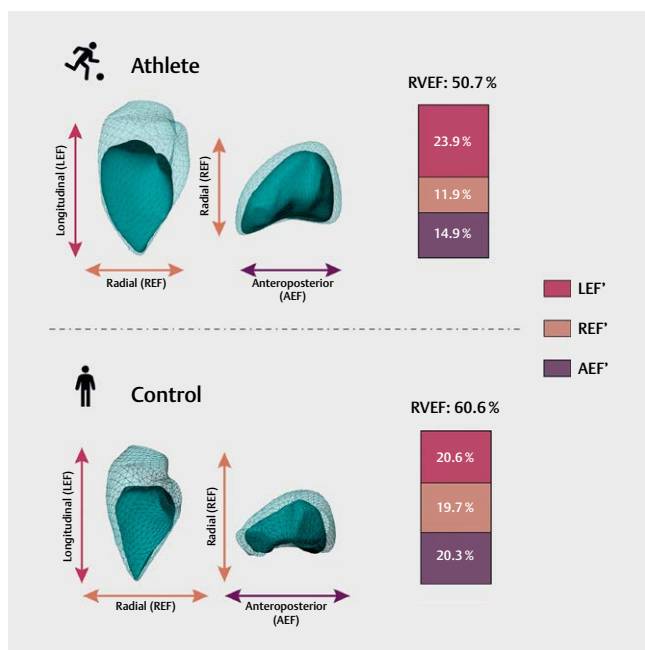 Athlete
RVEF: 50.7 %
Longitudinal (LEF)
Radial (REF)
23.9 %
11.9 %
14.9 %
Radial (REF)
Anteroposterior
(AEF)
LEF’
REF’
AEF’
Control
RVEF: 60.6 %
Longitudinal (LEF)
Radial (REF)
20.6 %
19.7 %
20.3 %
Radial (REF)
Anteroposterior
(AEF)